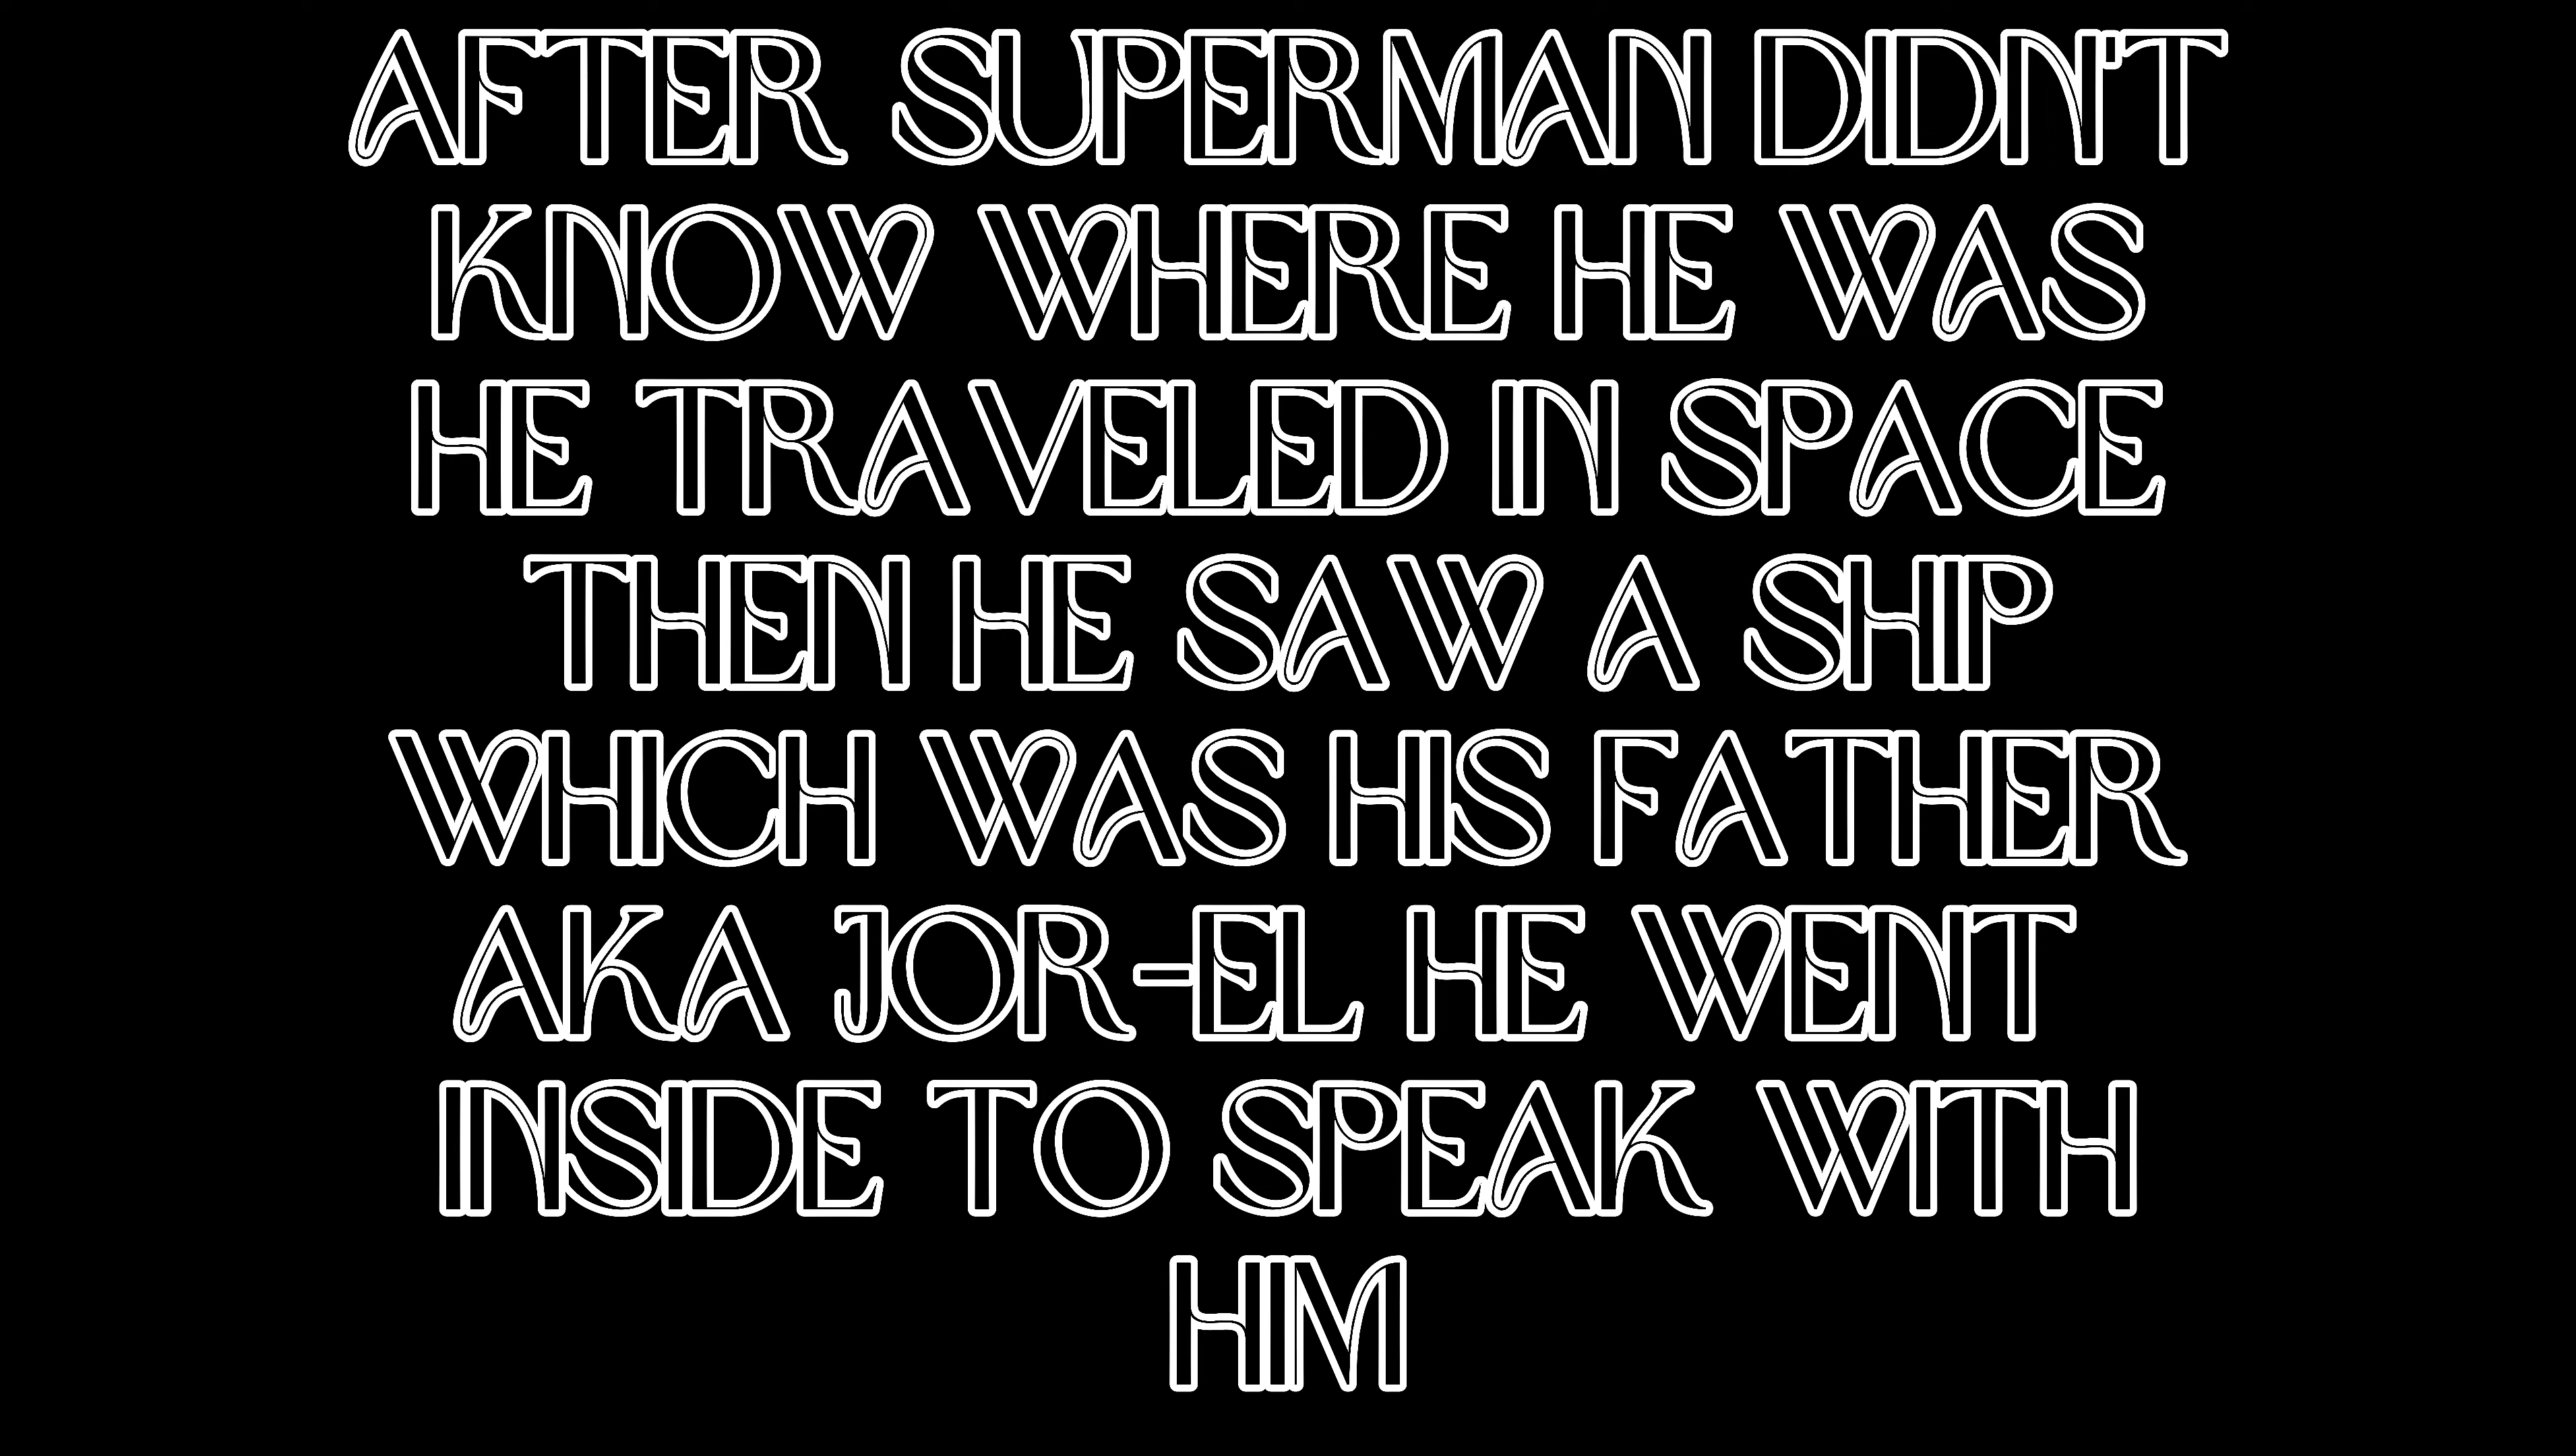 AFTER SUPERMAN DIDN'T
KNOW WHERE HE WAS
HE TRAVELED IN SPACE
THEN HE SAW A SHIP
WHICH WAS HIS FATHER
AKA JOR-EL HE WENT
INSIDE TO SPEAK WITH
HIM